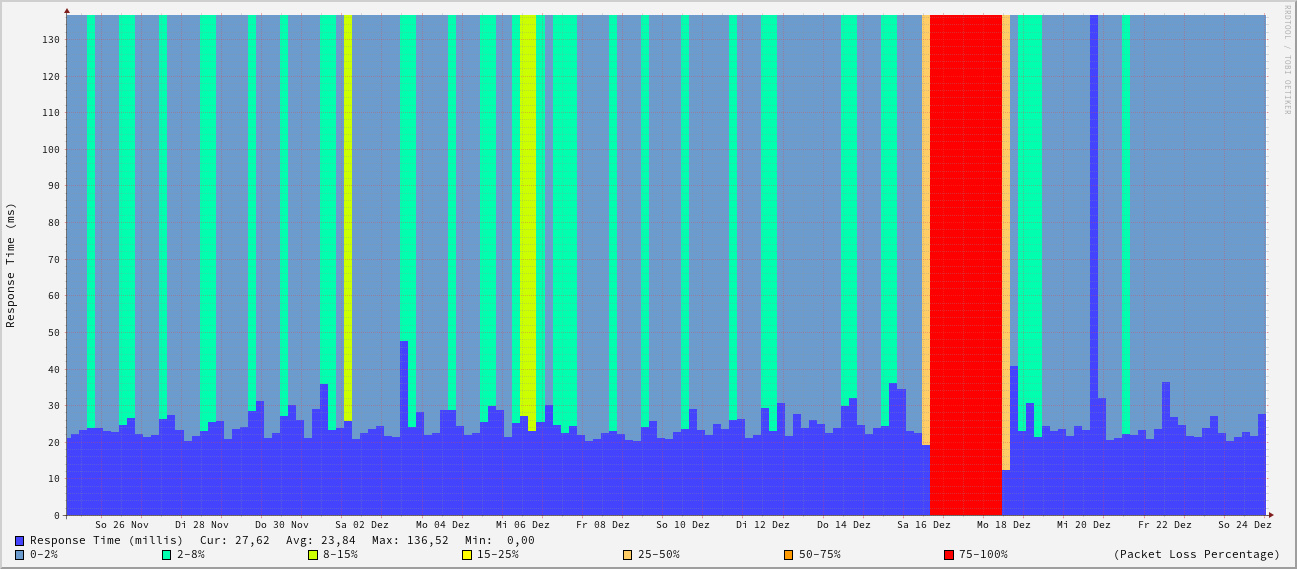 RRDTOOL / TOBI OETIKER
Response Time (ms)
130
120
110
100
90
80
70
60
50
40
30
20
10
0
So 26 Nov Di 28 Nov Do 30 Nov Sa 02 Dez Mo 04 Dez Mi 06 Dez Fr 08 Dez So 10 Dez Di 12 Dez Do 14 Dez Sa 16 Dez Mo 18 Dez Mi 20 Dez Fr 22 Dez So 24 Dez
Response Time (millis) Cur: 27,62 Avg: 23,84 Max: 136,52 Min: 0,00
0-2% 2-8% 8-15% 15-25% 25-50% 50-75% 75-100% (Packet Loss Percentage)